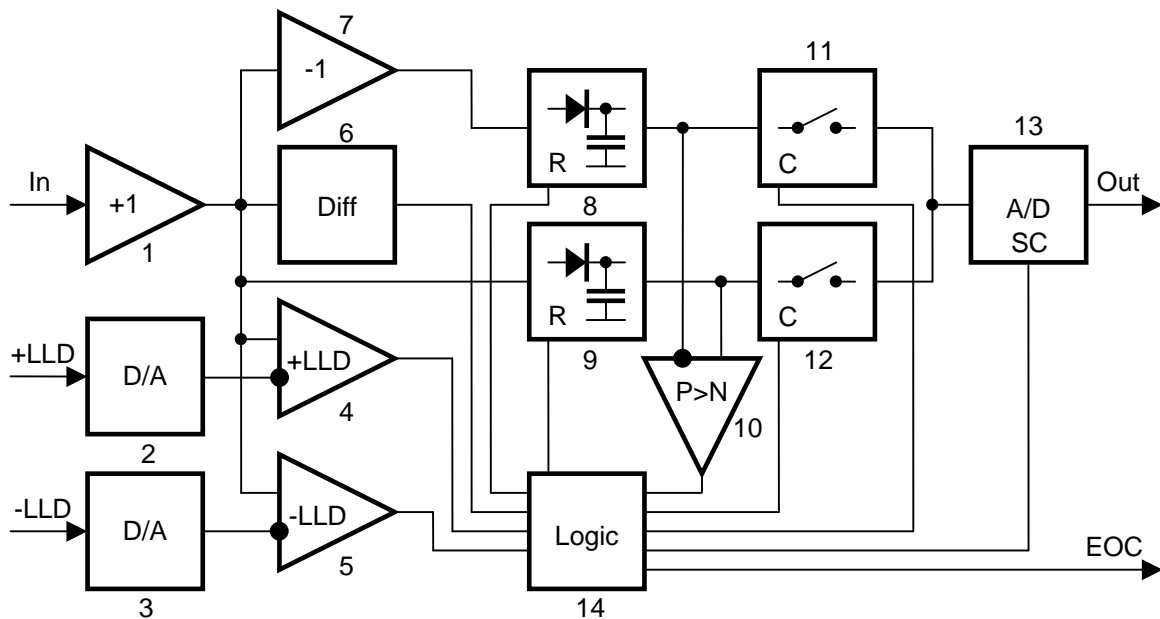 7
-1
11
6
13
In
+1
1
Diff
R
8
C
A/D
SC
Out
R
9
C
12
+LLD
D/A
2
+LLD
4
P>N
10
-LLD
D/A
3
-LLD
5
Logic
14
EOC